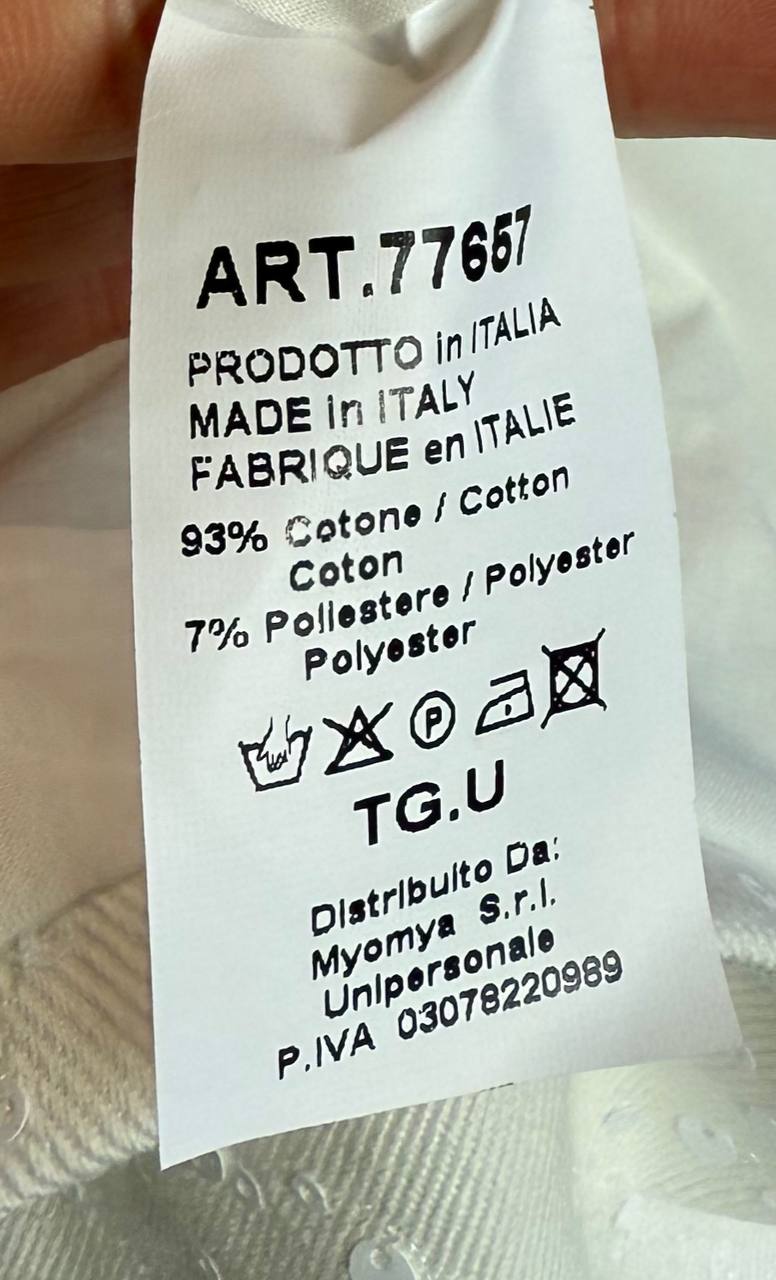 ART.77657
PRODOTTO in ITALIA
MADE in ITALY
FABRIQUE en ITALIE
93% Cotone / Cotton
Coton
7% Poliestere / Polyester
Polyester
P
TG.U
Distribuito Da:
Myomya S.r.l.
Unipersonale
P.IVA 03078220989